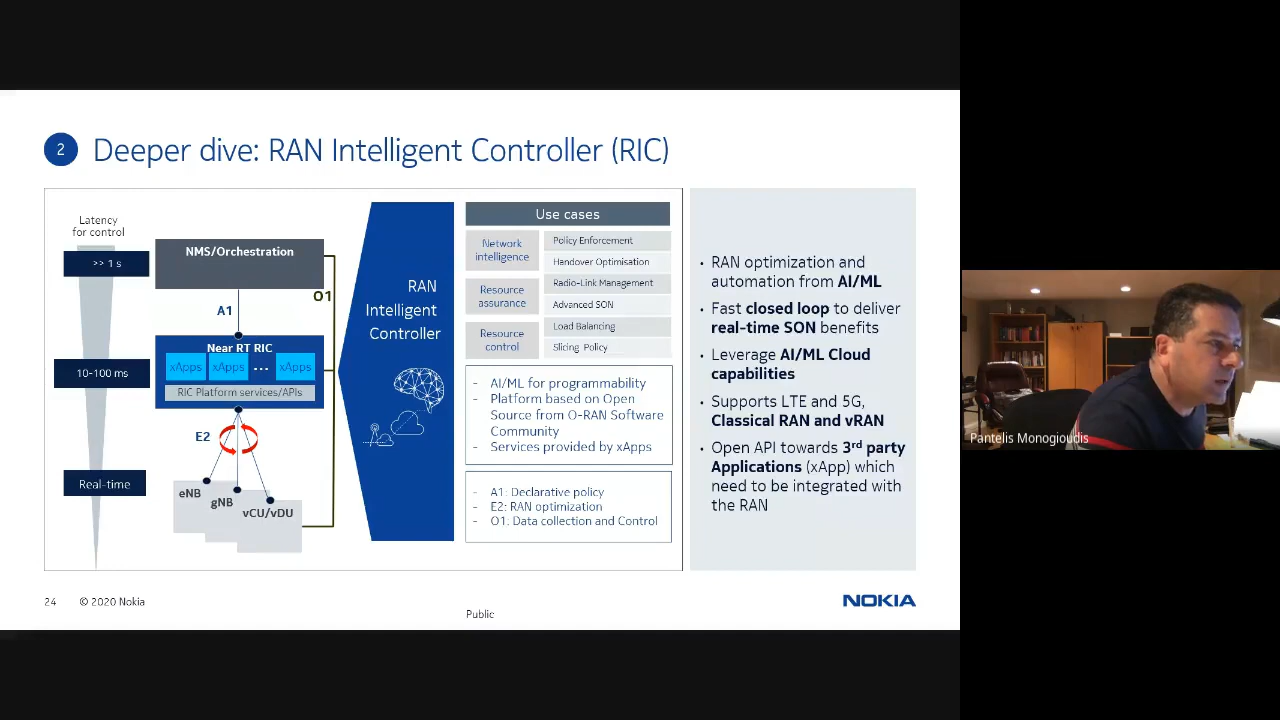 2
Deeper dive: RAN Intelligent Controller (RIC)
Latency
for control
>> 1 s
10-100 ms
Real-time
NMS/Orchestration
A1
O1
Near RT RIC
xApps
xApps
...
xApps
RIC Platform services/APIs
E2
eNB
gNB
vCU/vDU
RAN
Intelligent
Controller
Use cases
Network
intelligence
Policy Enforcement
Handover Optimisation
Resource
assurance
Radio-Link Management
Advanced SON
Resource
control
Load Balancing
Slicing Policy
- AI/ML for programmability
- Platform based on Open
Source from O-RAN Software
Community
- Services provided by xApps
- A1: Declarative policy
- E2: RAN optimization
- O1: Data collection and Control
• RAN optimization and
automation from AI/ML
• Fast closed loop to deliver
real-time SON benefits
• Leverage AI/ML Cloud
capabilities
• Supports LTE and 5G,
Classical RAN and vRAN
• Open API towards 3rd party
Applications (xApp) which
need to be integrated with
the RAN
Pantelis Monogioudis
24 © 2020 Nokia
Public
NOKIA